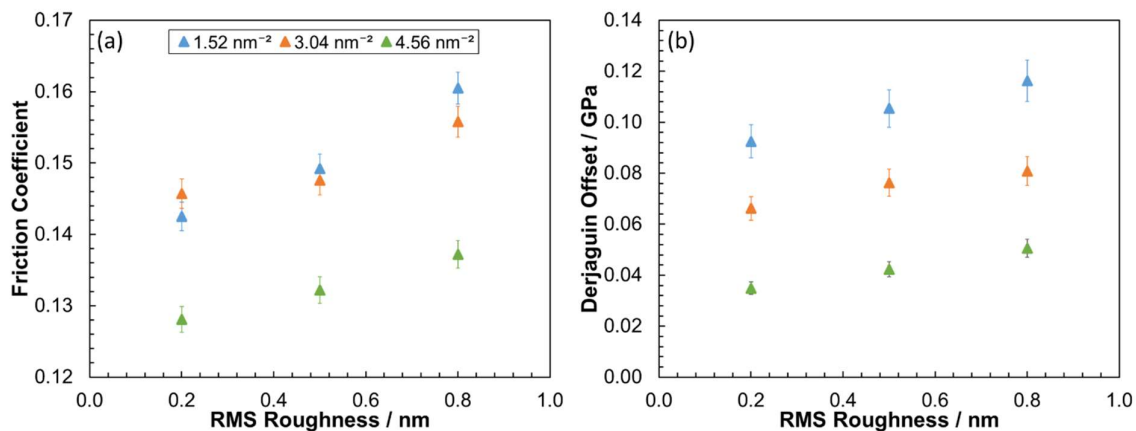 (a)
1.52 nm⁻² 3.04 nm⁻² 4.56 nm⁻²
Friction Coefficient
0.17
0.16
0.15
0.14
0.13
0.12
0.0 0.2 0.4 0.6 0.8 1.0
RMS Roughness / nm
(b)
Derjaguin Offset / GPa
0.14
0.12
0.10
0.08
0.06
0.04
0.02
0.00
0.0 0.2 0.4 0.6 0.8 1.0
RMS Roughness / nm